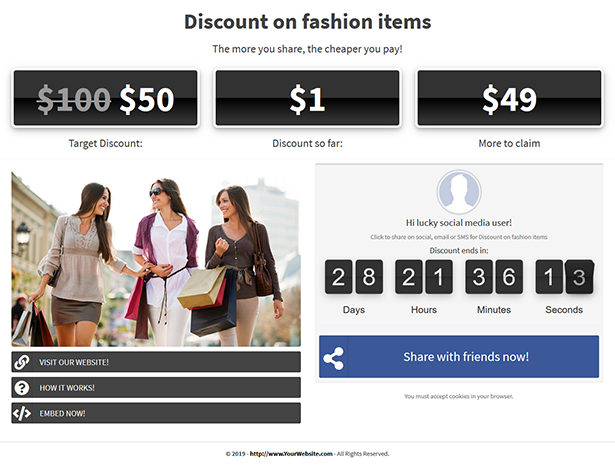 Discount on fashion items
The more you share, the cheaper you pay!
$100 $50
$1
$49
Target Discount:
Discount so far:
More to claim
Hi lucky social media user!
Click to share on social, email or SMS for Discount on fashion items
Discount ends in:
28 21 36 13
Days Hours Minutes Seconds
Share with friends now!
You must accept cookies in your browser.
VISIT OUR WEBSITE!
HOW IT WORKS!
EMBED NOW!
© 2019 - http://www.YourWebsite.com - All Rights Reserved.